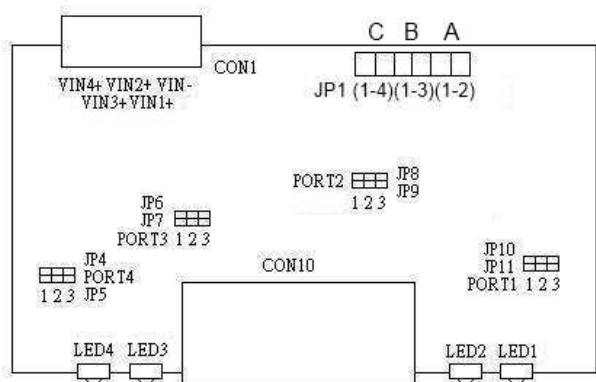 C B A
CON1
VIN4+ VIN2+ VIN-
VIN3+ VIN1+
JP1 (1-4)(1-3)(1-2)
PORT2
JP8
JP9
1 2 3
JP6
JP7
PORT3 1 2 3
JP4
PORT4
1 2 3 JP5
CON10
JP10
JP11
PORT1 1 2 3
LED4 LED3
LED2 LED1